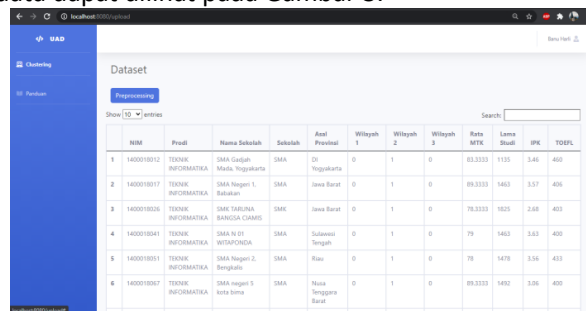 localhost:8080/upload
UAD
Banu Hafi
Clustering
Panduan
Dataset
Preprocessing
Show 10 entries
Search:
NIM Prodi Nama Sekolah Sekolah Asal Provinsi Wilayah 1 Wilayah 2 Wilayah 3 Rata MTK Lama Studi IPK TOEFL
1 1400018012 TEKNIK INFORMATIKA SMA Gadjah Mada, Yogyakarta SMA DI Yogyakarta 0 1 0 83.3333 1135 3.46 460
2 1400018017 TEKNIK INFORMATIKA SMA Negeri 1, Babakan SMA Jawa Barat 0 1 0 89.3333 1463 3.57 406
3 1400018026 TEKNIK INFORMATIKA SMK TARUNA BANGSA CIAMIS SMK Jawa Barat 0 1 0 78.3333 1825 2.68 403
4 1400018041 TEKNIK INFORMATIKA SMA N 01 WITAPONDA SMA Sulawesi Tengah 0 1 0 79 1463 3.63 400
5 1400018051 TEKNIK INFORMATIKA SMA Negeri 2, Bengkalis SMA Riau 0 1 0 78 1478 3.56 433
6 1400018067 TEKNIK INFORMATIKA SMA negeri 5 kota bima SMA Nusa Tenggara Barat 0 1 0 89.3333 1492 3.06 400